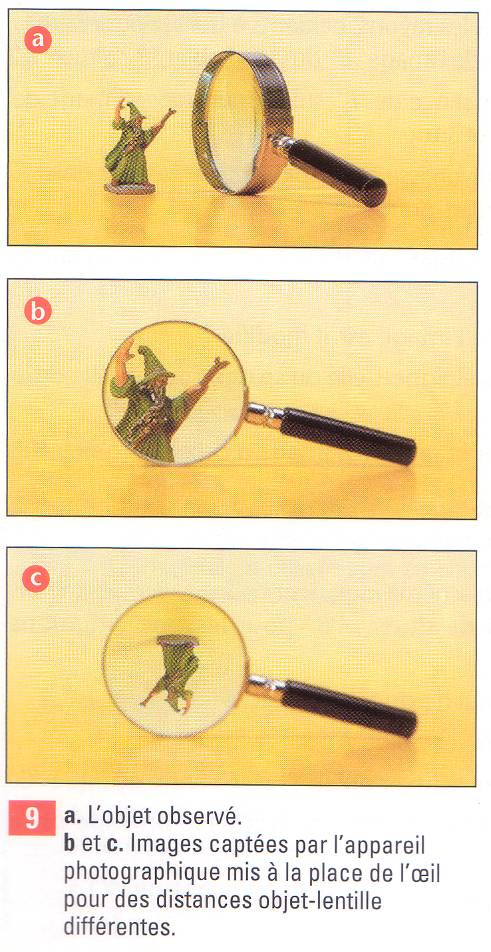 a
b
c
9 a. L'objet observé.
b et c. Images captées par l'appareil
photographique mis à la place de l'œil
pour des distances objet-lentille
différentes.